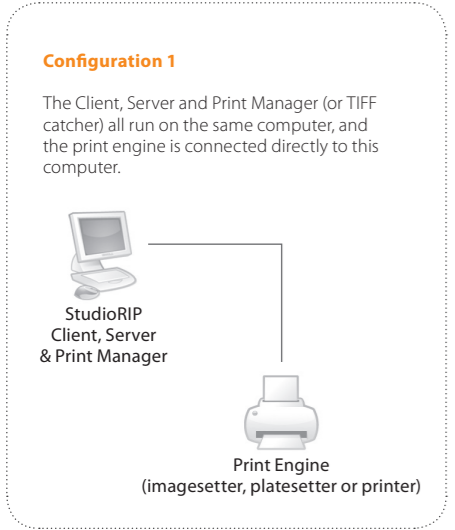 Configuration 1
The Client, Server and Print Manager (or TIFF
catcher) all run on the same computer, and
the print engine is connected directly to this
computer.
StudioRIP
Client, Server
& Print Manager
Print Engine
(imagesetter, platesetter or printer)